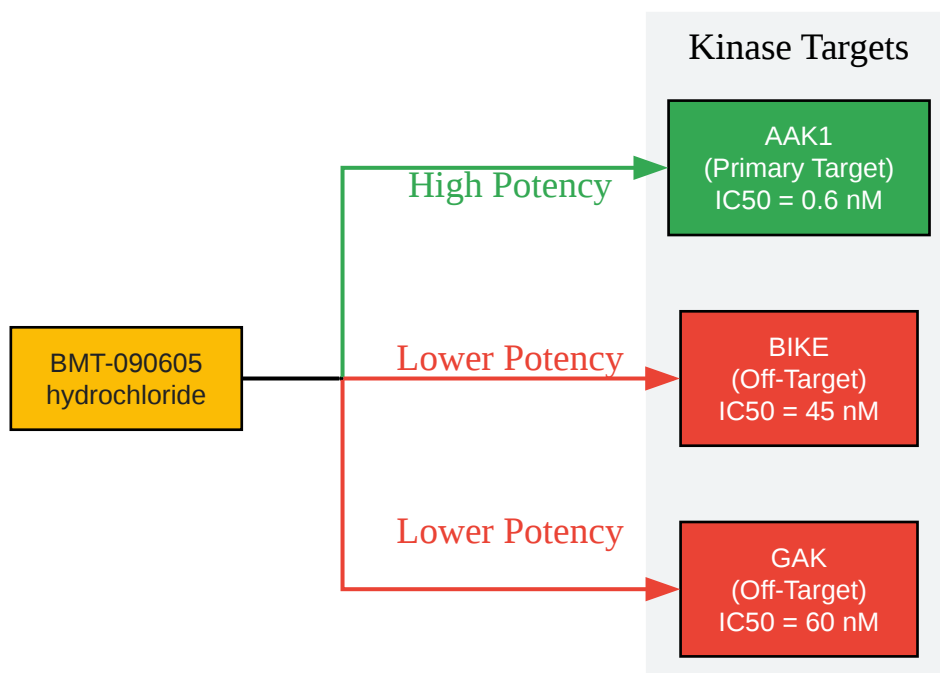 Kinase Targets
AAK1
(Primary Target)
IC50 = 0.6 nM
High Potency
BMT-090605
hydrochloride
Lower Potency
BIKE
(Off-Target)
IC50 = 45 nM
Lower Potency
GAK
(Off-Target)
IC50 = 60 nM